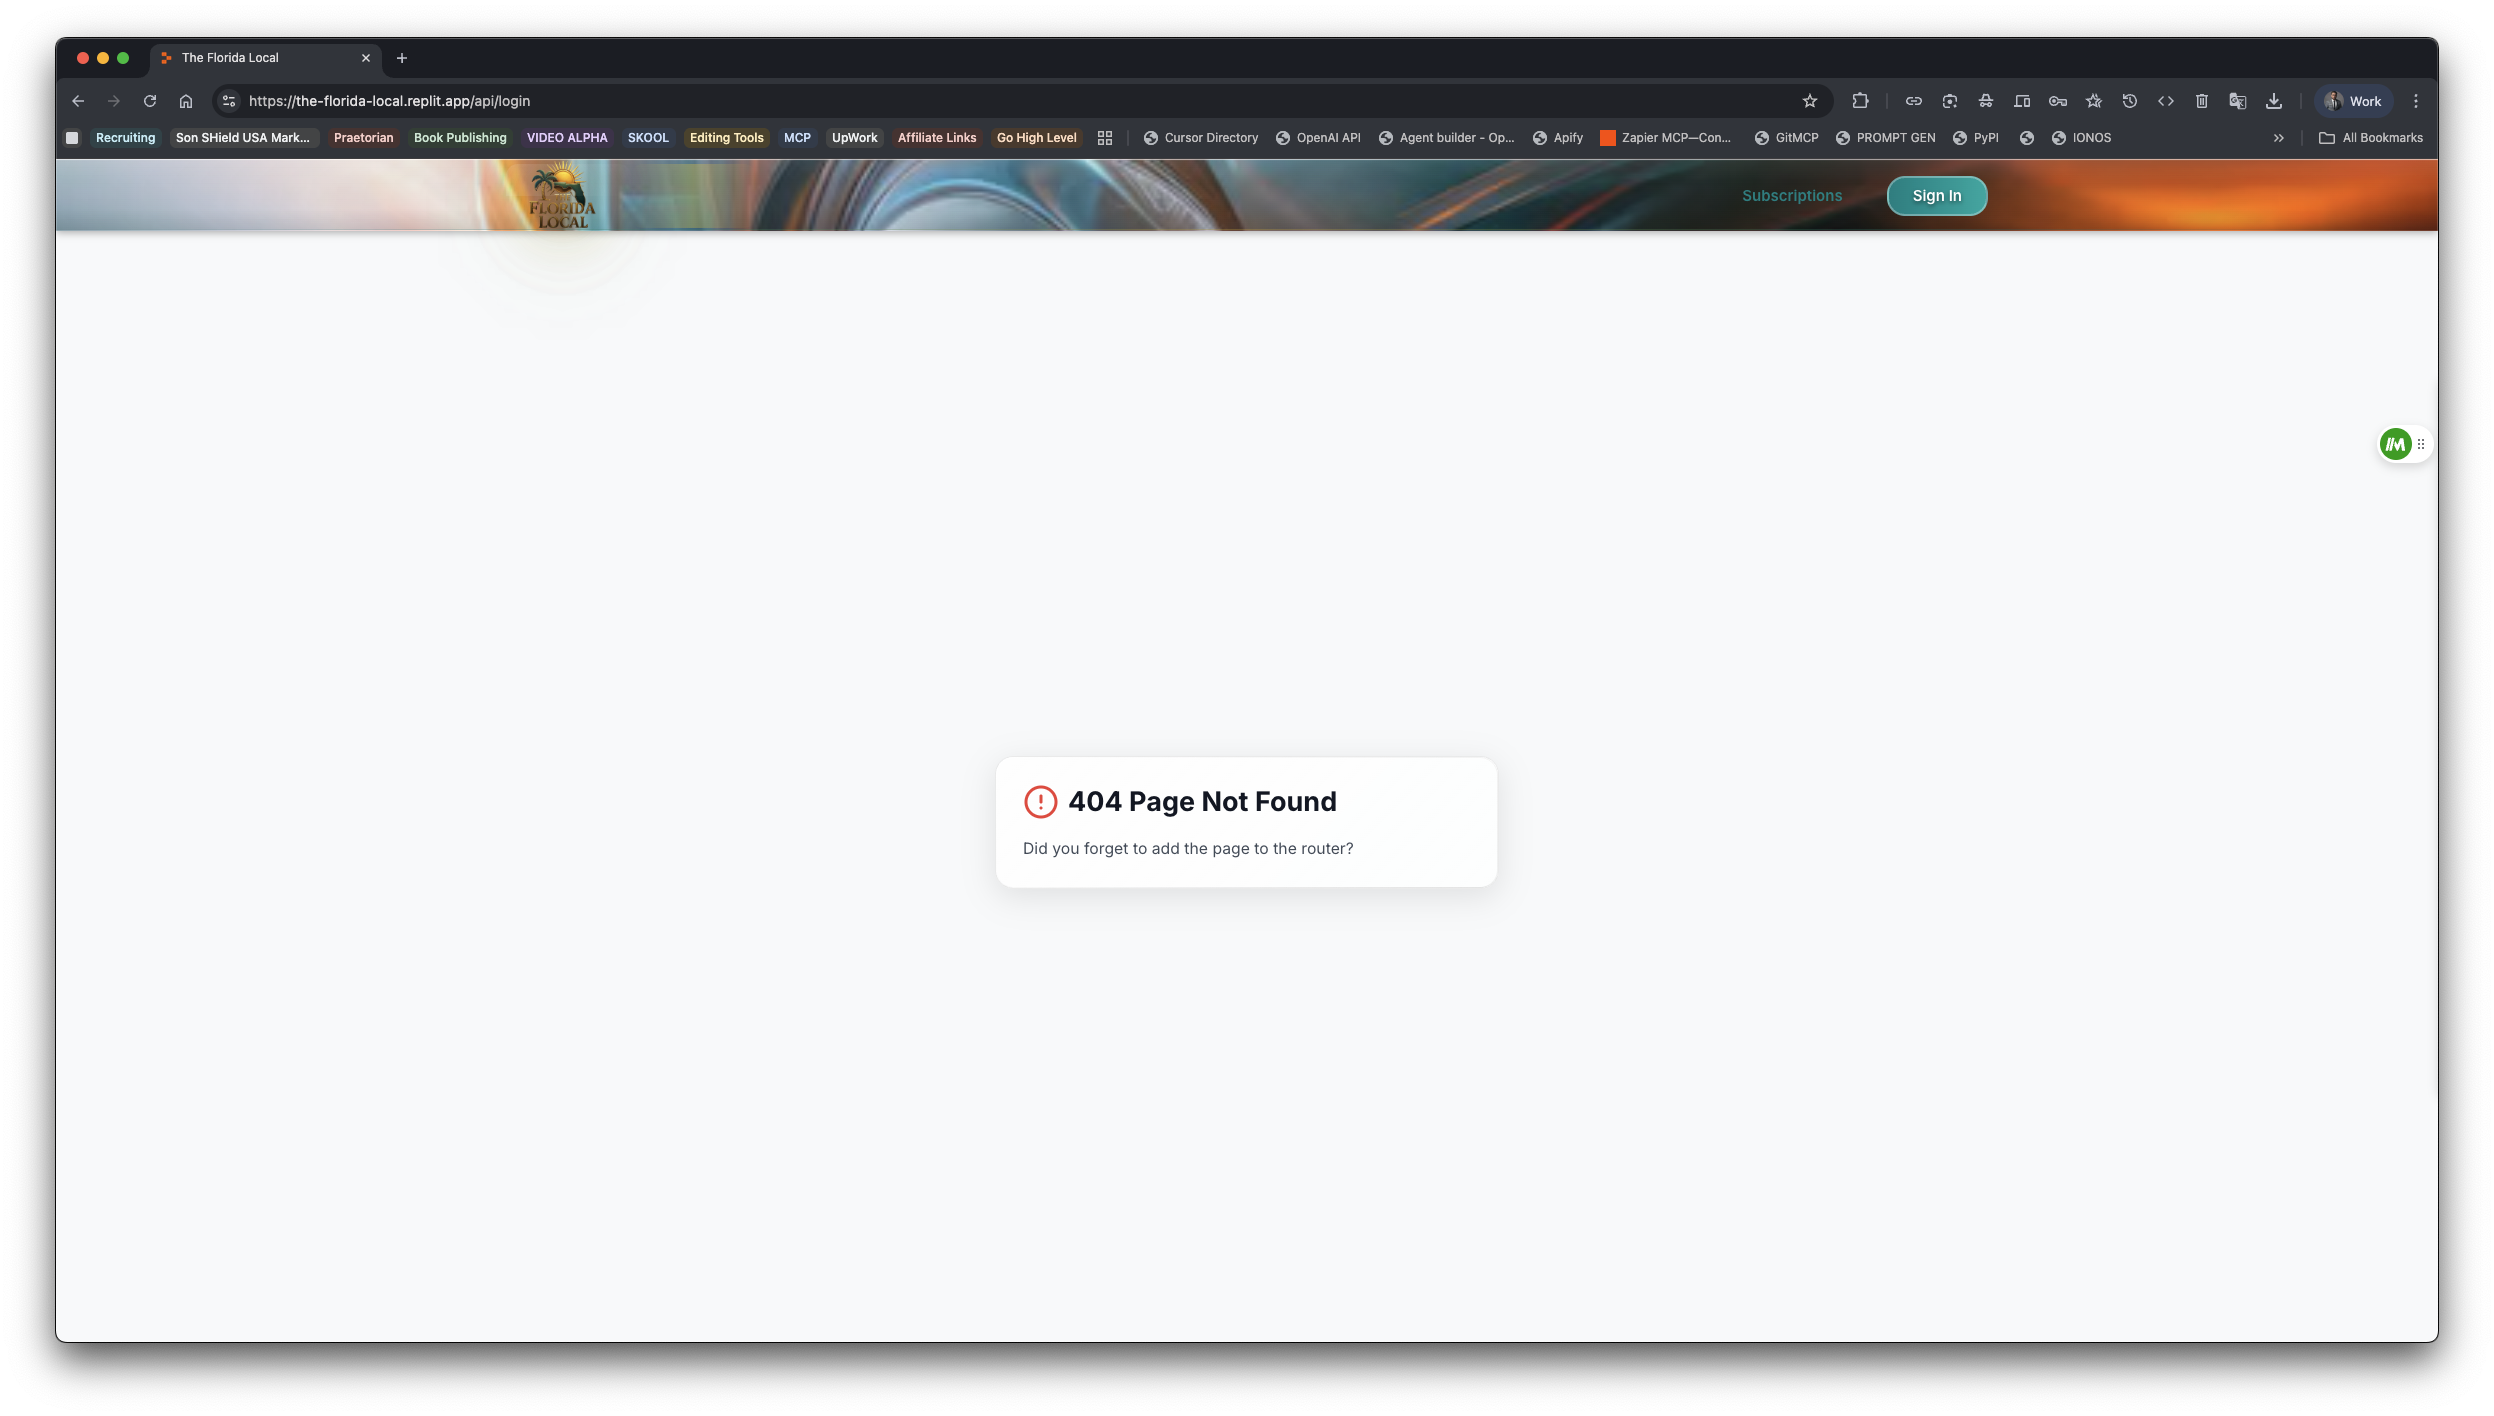 The Florida Local
https://the-florida-local.replit.app/api/login
Work
Recruiting
Son SHield USA Mark...
Praetorian
Book Publishing
VIDEO ALPHA
SKOOL
Editing Tools
MCP
UpWork
Affiliate Links
Go High Level
Cursor Directory
OpenAI API
Agent builder - Op...
Apify
Zapier MCP—Con...
GitMCP
PROMPT GEN
PyPI
IONOS
All Bookmarks
FLORIDA
LOCAL
Subscriptions
Sign In
404 Page Not Found
Did you forget to add the page to the router?